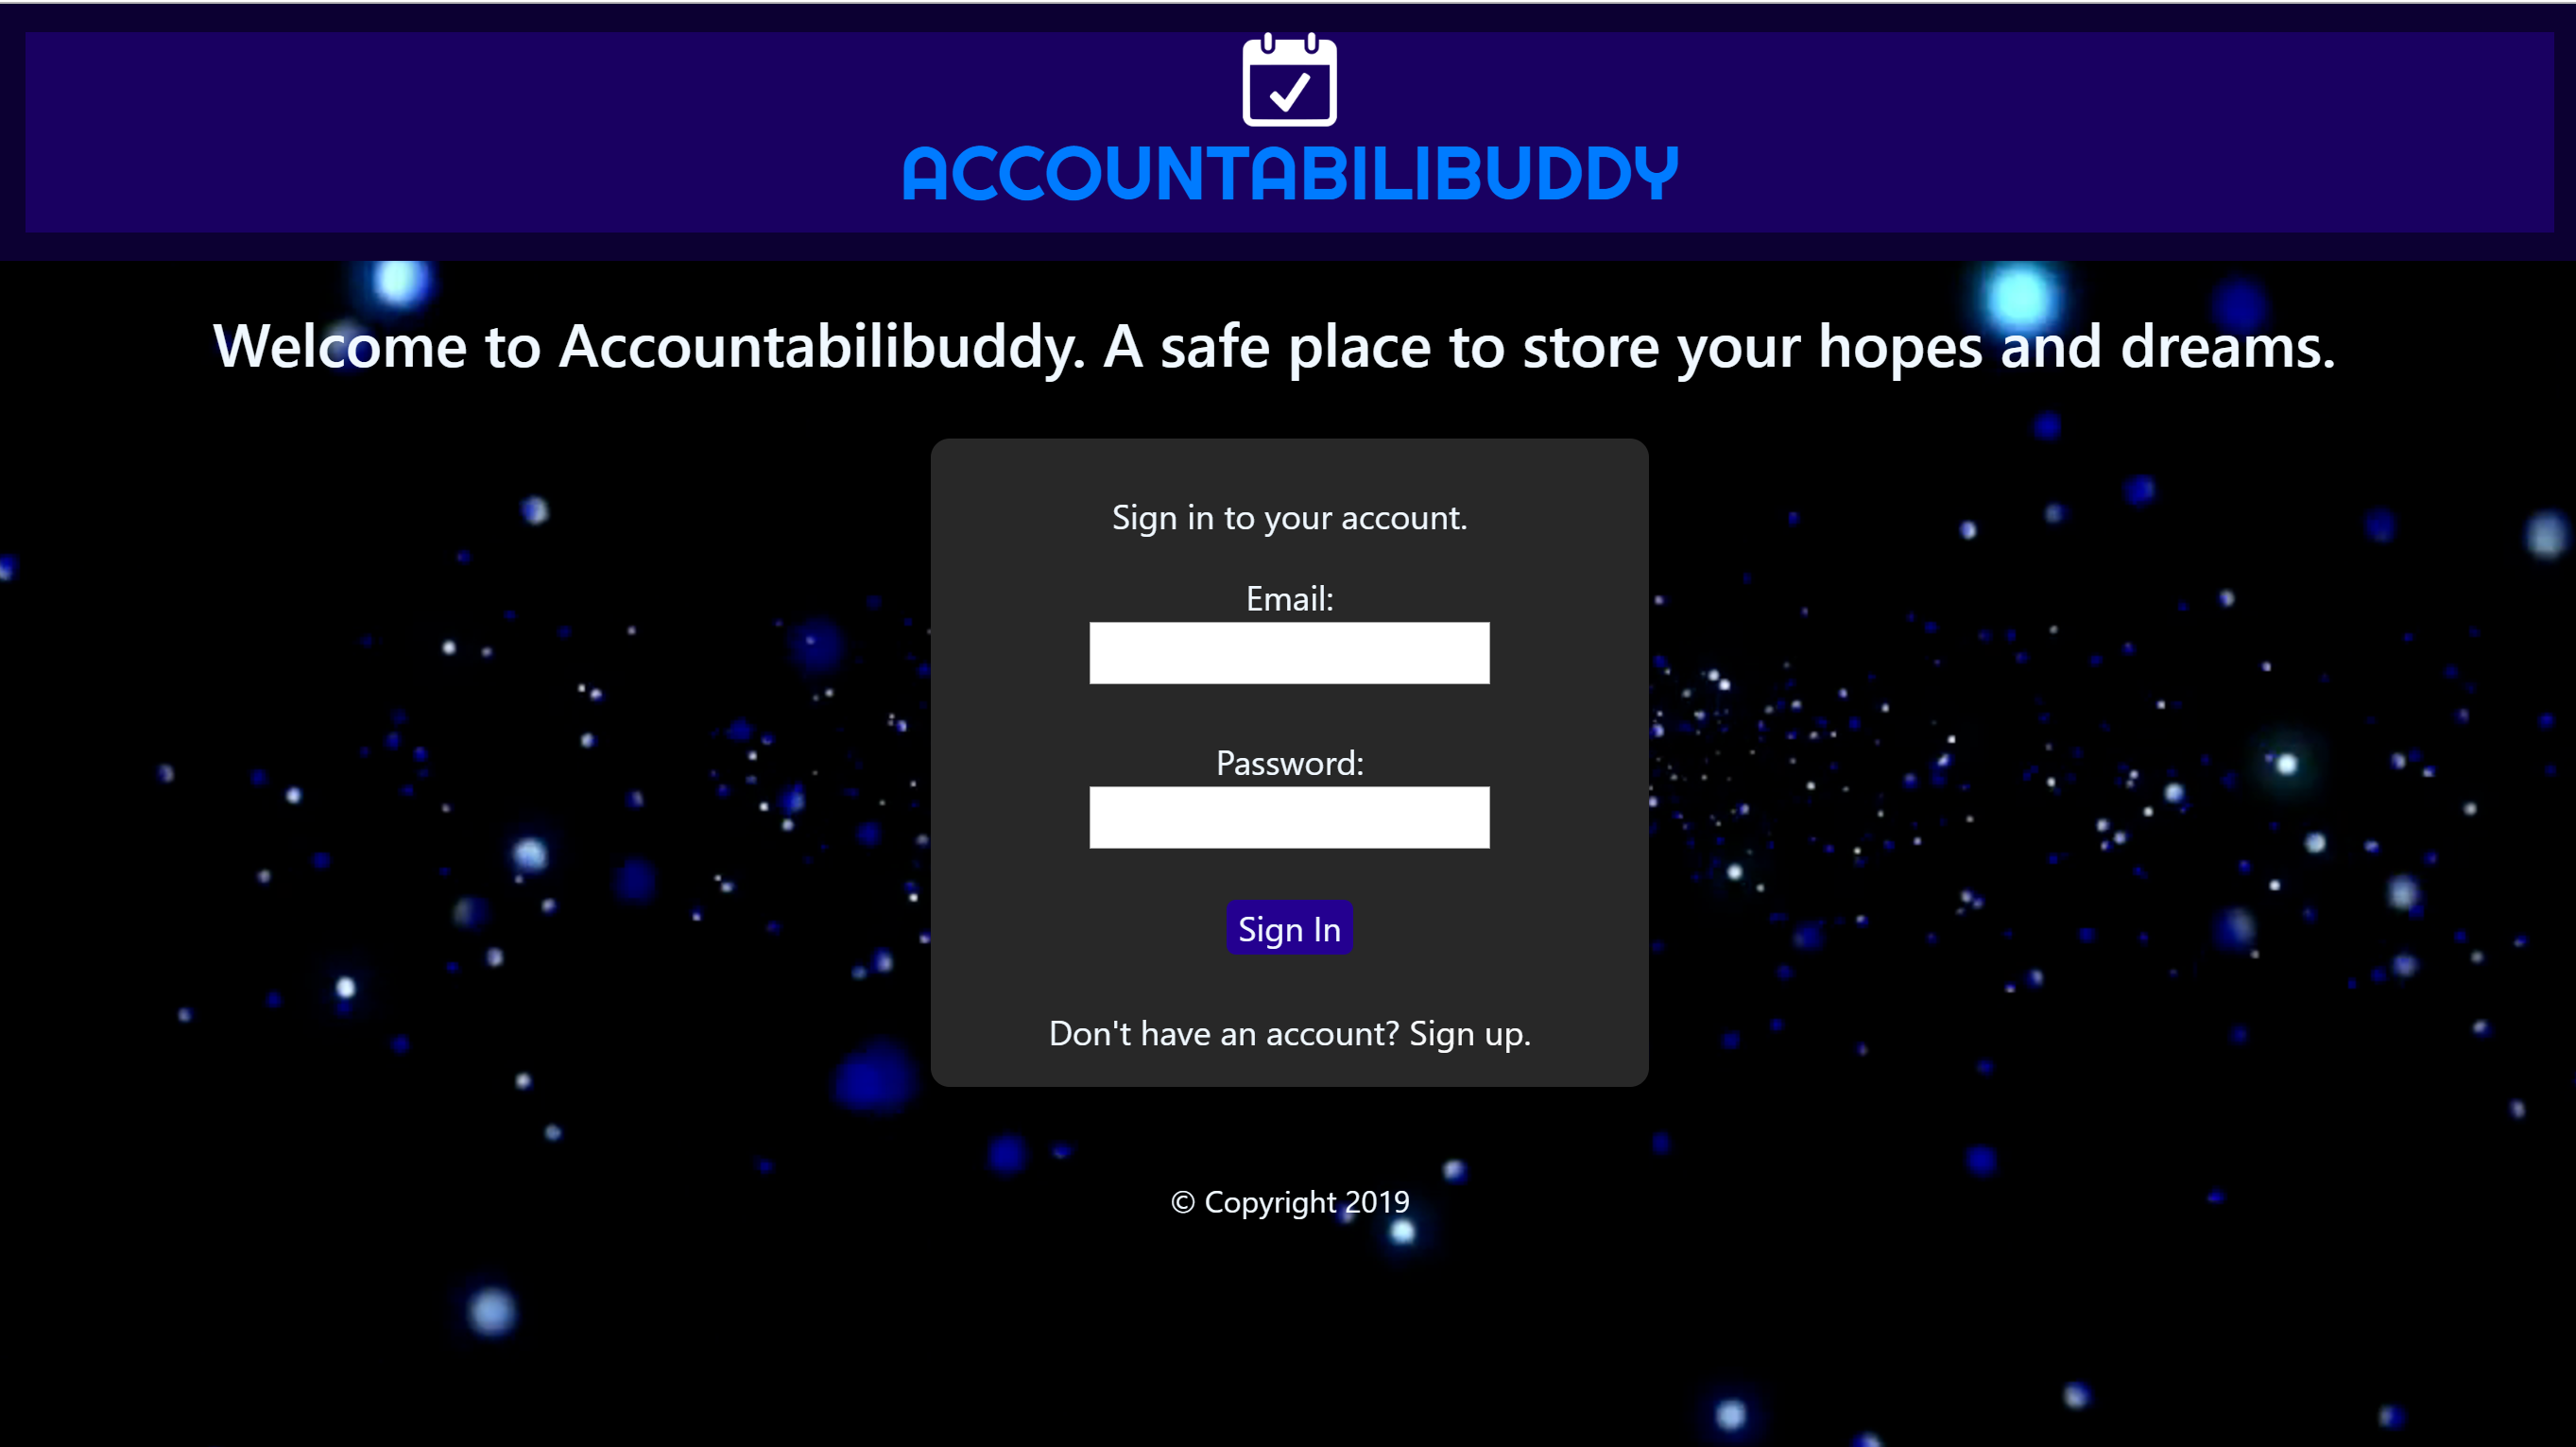 ACCOUNTABILIBUDDY
Welcome to Accountabilibuddy. A safe place to store your hopes and dreams.
Sign in to your account.
Email:
Password:
Sign In
Don't have an account? Sign up.
© Copyright 2019